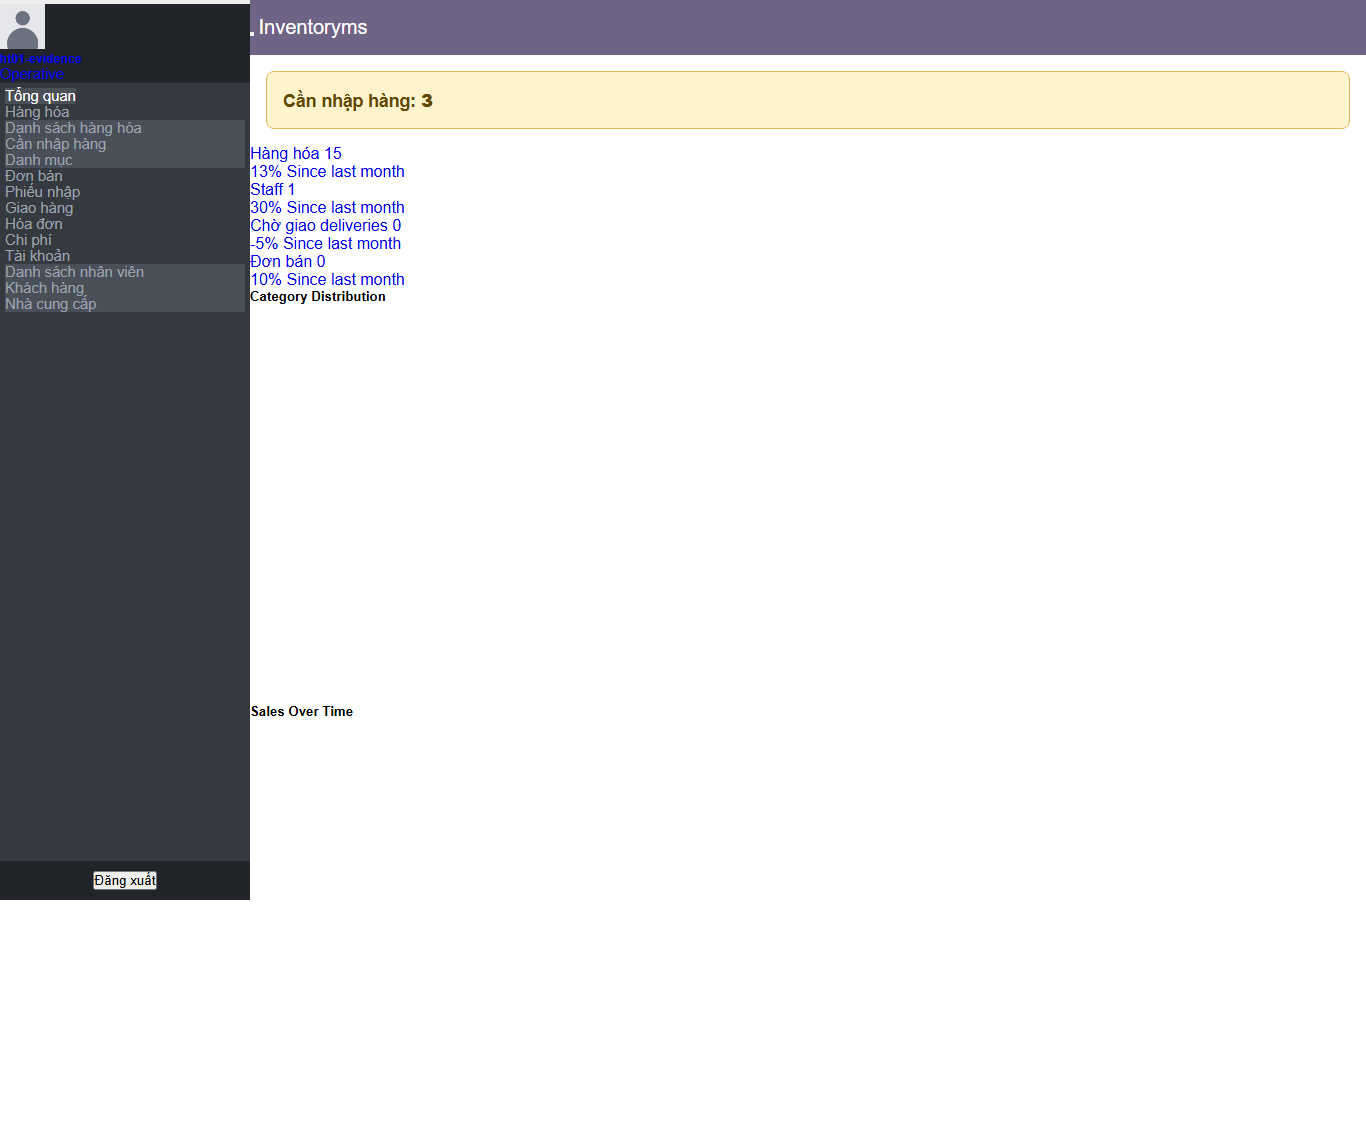 Inventoryms
Operative
Tổng quan
Hàng hóa
Danh sách hàng hóa
Cần nhập hàng
Danh mục
Đơn bán
Phiếu nhập
Giao hàng
Hóa đơn
Chi phí
Tài khoản
Danh sách nhân viên
Khách hàng
Nhà cung cấp
Đăng xuất
Cần nhập hàng: 3
Hàng hóa 15
13% Since last month
Staff 1
30% Since last month
Chờ giao deliveries 0
-5% Since last month
Đơn bán 0
10% Since last month
Category Distribution
Sales Over Time